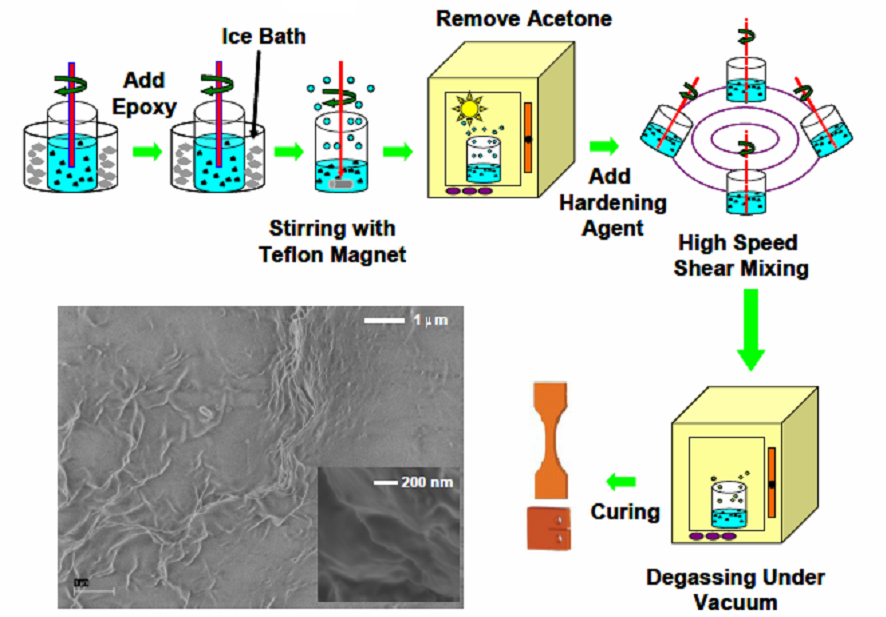 Remove Acetone
Ice Bath
Add
Epoxy
Stirring with
Teflon Magnet
Add
Hardening
Agent
High Speed
Shear Mixing
1 μm
200 nm
Curing
Degassing Under
Vacuum